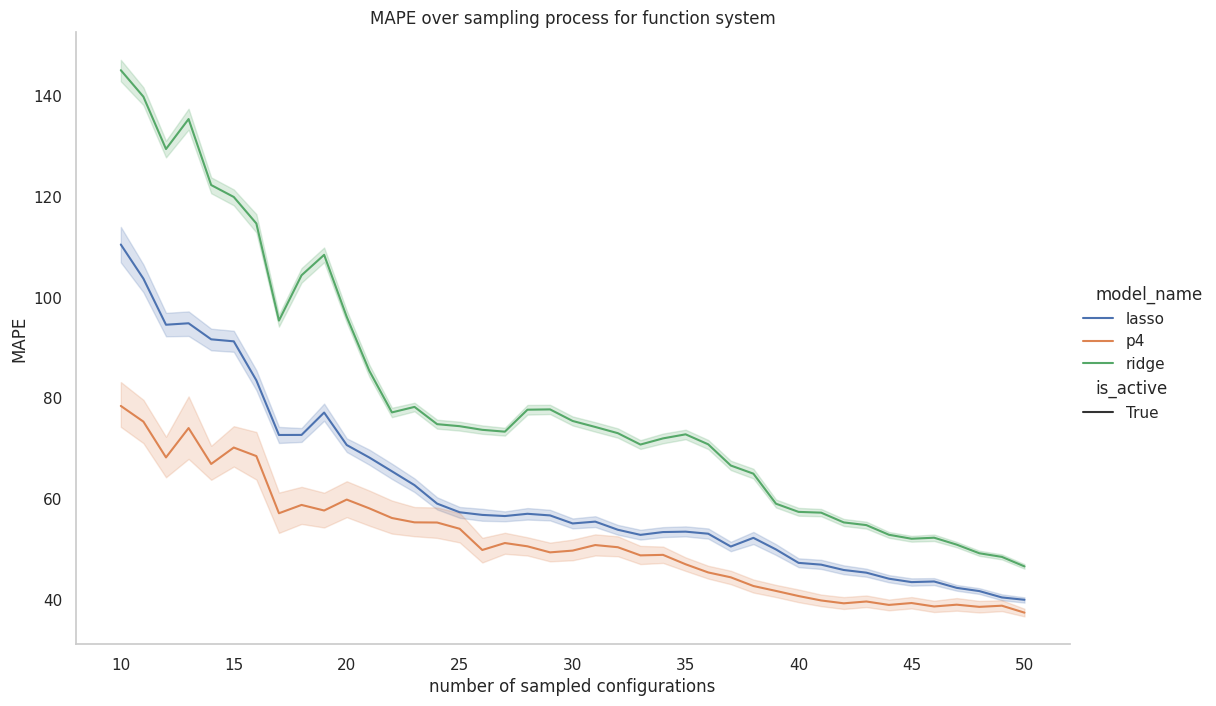 MAPE over sampling process for function system
MAPE
140
120
100
80
60
40
10 15 20 25 30 35 40 45 50
number of sampled configurations
model_name
lasso
p4
ridge
is_active
True